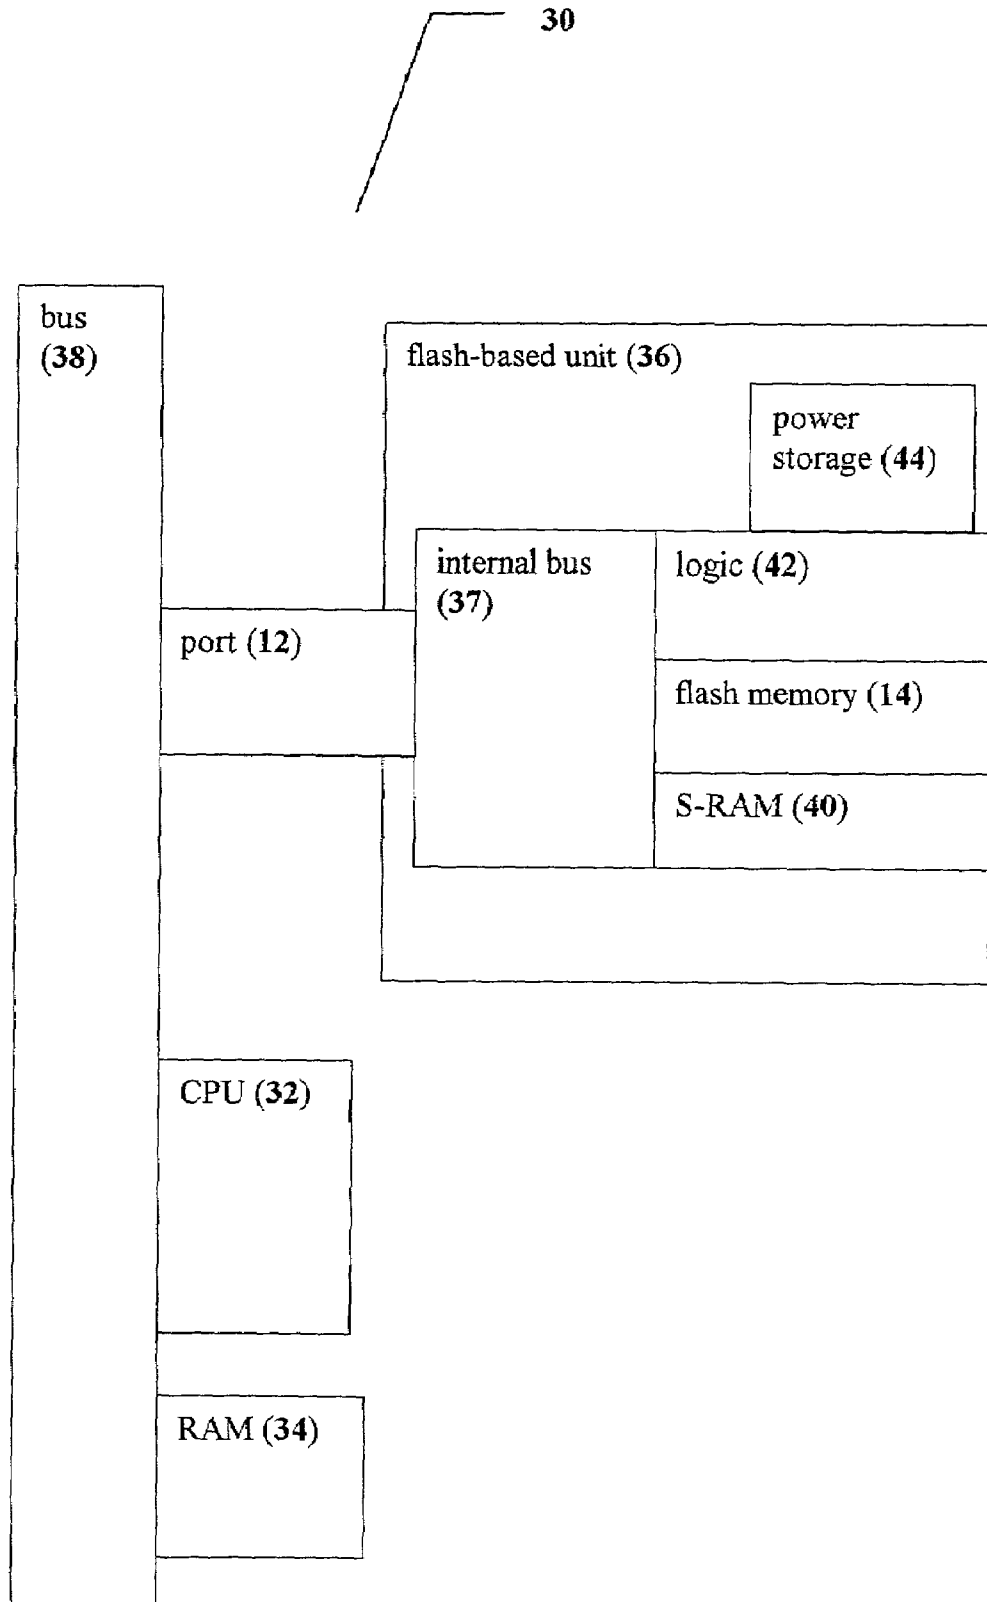 30
bus
(38)
flash-based unit (36)
power
storage (44)
internal bus
(37)
logic (42)
port (12)
flash memory (14)
S-RAM (40)
CPU (32)
RAM (34)